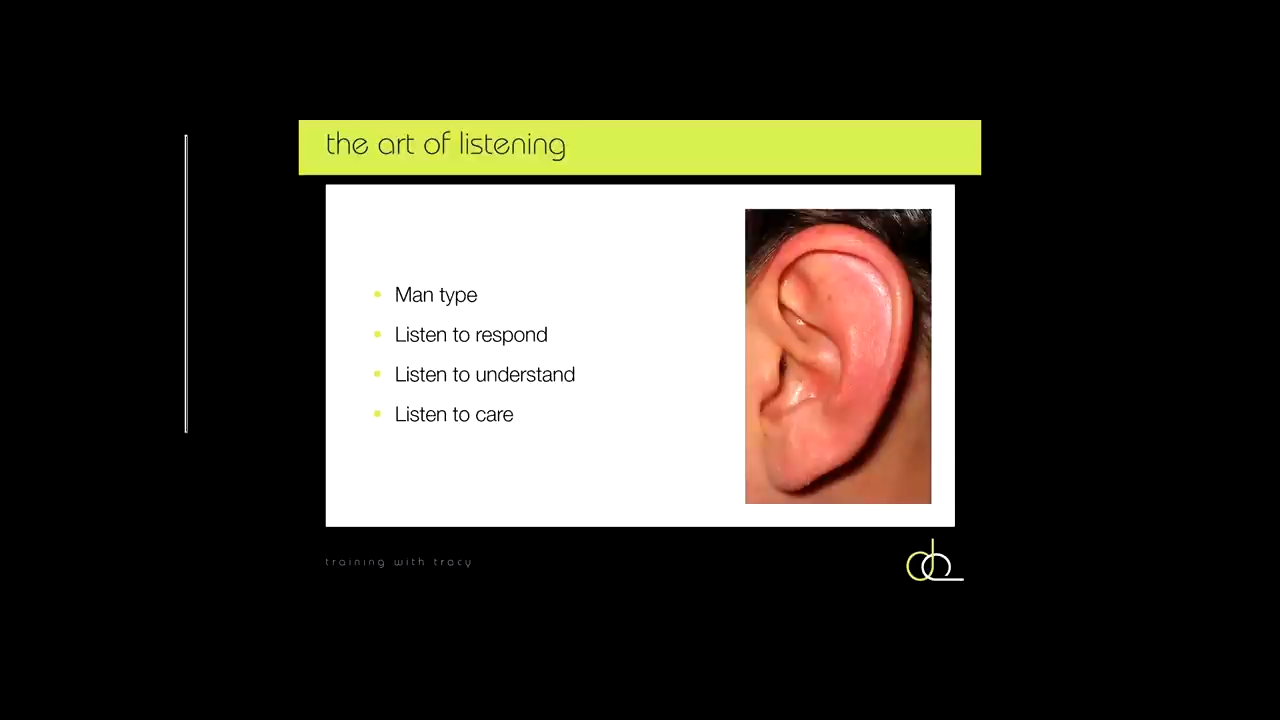 the art of listening
• Man type
• Listen to respond
• Listen to understand
• Listen to care
training with tracy